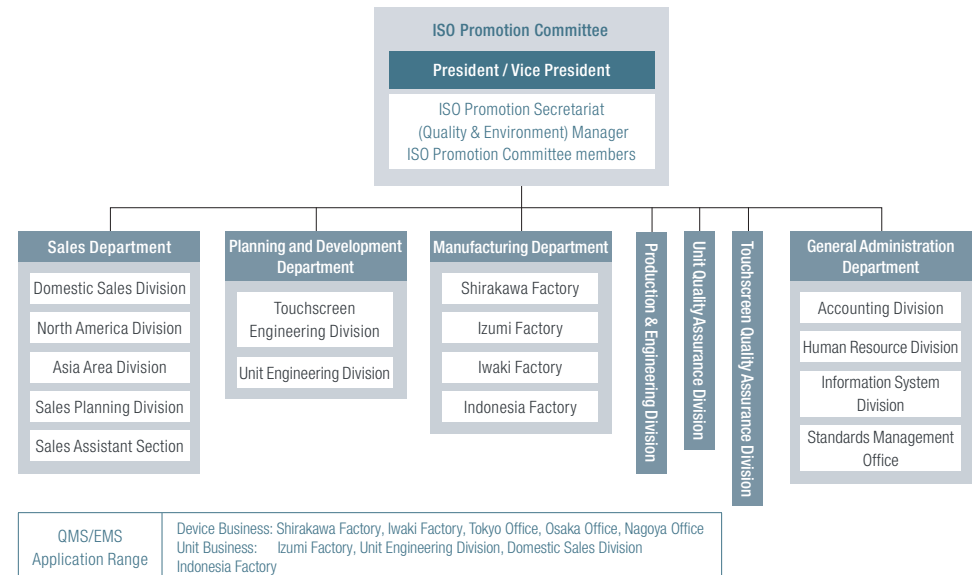 ISO Promotion Committee
President / Vice President
ISO Promotion Secretariat
(Quality & Environment) Manager
ISO Promotion Committee members
Sales Department
Domestic Sales Division
North America Division
Asia Area Division
Sales Planning Division
Sales Assistant Section
Planning and Development
Department
Touchscreen
Engineering Division
Unit Engineering Division
Manufacturing Department
Shirakawa Factory
Izumi Factory
Iwaki Factory
Indonesia Factory
Production & Engineering Division
Unit Quality Assurance Division
Touchscreen Quality Assurance Division
General Administration
Department
Accounting Division
Human Resource Division
Information System
Division
Standards Management
Office
QMS/EMS
Application Range
Device Business: Shirakawa Factory, Iwaki Factory, Tokyo Office, Osaka Office, Nagoya Office
Unit Business: Izumi Factory, Unit Engineering Division, Domestic Sales Division
Indonesia Factory